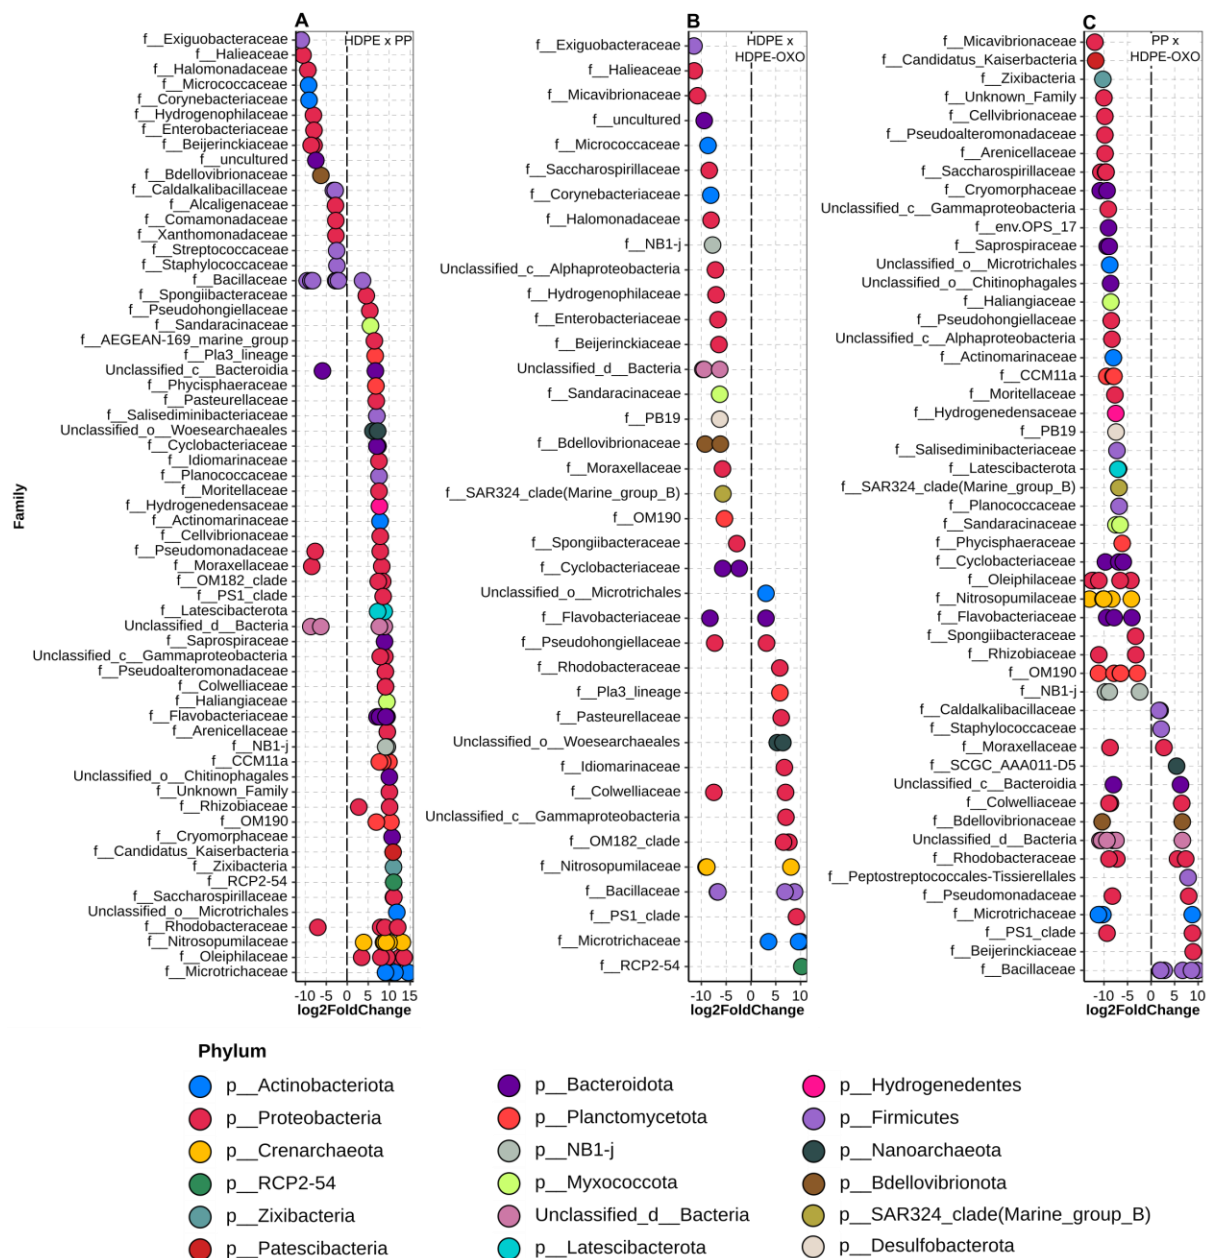 A
HDPE x PP
f__Exiguobacteraceae
f__Halieaceae
f__Halomonadaceae
f__Micrococcaceae
f__Corynebacteriaceae
f__Hydrogenophilaceae
f__Enterobacteriaceae
f__Beijerinckiaceae
f__uncultured
f__Bdellovibrionaceae
f__Caldalkalibacillaceae
f__Alcaligenaceae
f__Comamonadaceae
f__Xanthomonadaceae
f__Streptococcaceae
f__Staphylococcaceae
f__Bacillaceae
f__Spongiibacteraceae
f__Pseudohongiellaceae
f__Sandaracinaceae
f__AEGEAN-169_marine_group
f__Pla3_lineage
Unclassified_c__Bacteroidia
f__Phycisphaeraceae
f__Pasteurellaceae
f__Salisediminibacteriaceae
Unclassified_o__Woesearchaeales
f__Cyclobacteriaceae
f__Idiomarinaceae
f__Planococcaceae
f__Moritellaceae
f__Hydrogenedensaceae
f__Actinomarinaceae
f__Cellvibrionaceae
f__Pseudomonadaceae
f__Moraxellaceae
f__OM182_clade
f__PS1_clade
f__Latescibacterota
Unclassified_d__Bacteria
f__Saprospiraceae
Unclassified_c__Gammaproteobacteria
f__Pseudoalteromonadaceae
f__Colwelliaceae
f__Haliangiaceae
f__Flavobacteriaceae
f__Arenicellaceae
f__NB1-j
f__CCM11a
Unclassified_o__Chitinophagales
f__Unknown_Family
f__Rhizobiaceae
f__OM190
f__Cryomorphaceae
f__Candidatus_Kaiserbacteria
f__Zixibacteria
f__RCP2-54
f__Saccharospirillaceae
Unclassified_o__Microtrichales
f__Rhodobacteraceae
f__Nitrosopumilaceae
f__Oleiphilaceae
f__Microtrichaceae
-10 -5 0 5 10 15
log2FoldChange
Family
B
HDPE x
HDPE-OXO
f__Exiguobacteraceae
f__Halieaceae
f__Micavibrionaceae
f__uncultured
f__Micrococcaceae
f__Saccharospirillaceae
f__Corynebacteriaceae
f__Halomonadaceae
f__NB1-j
Unclassified_c__Alphaproteobacteria
f__Hydrogenophilaceae
f__Enterobacteriaceae
f__Beijerinckiaceae
Unclassified_d__Bacteria
f__Sandaracinaceae
f__PB19
f__Bdellovibrionaceae
f__Moraxellaceae
f__SAR324_clade(Marine_group_B)
f__OM190
f__Spongiibacteraceae
f__Cyclobacteriaceae
Unclassified_o__Microtrichales
f__Flavobacteriaceae
f__Pseudohongiellaceae
f__Rhodobacteraceae
f__Pla3_lineage
f__Pasteurellaceae
Unclassified_o__Woesearchaeales
f__Idiomarinaceae
f__Colwelliaceae
Unclassified_c__Gammaproteobacteria
f__OM182_clade
f__Nitrosopumilaceae
f__Bacillaceae
f__PS1_clade
f__Microtrichaceae
f__RCP2-54
-10 -5 0 5 10
log2FoldChange
C
PP x
HDPE-OXO
f__Micavibrionaceae
f__Candidatus_Kaiserbacteria
f__Zixibacteria
f__Unknown_Family
f__Cellvibrionaceae
f__Pseudoalteromonadaceae
f__Arenicellaceae
f__Saccharospirillaceae
f__Cryomorphaceae
Unclassified_c__Gammaproteobacteria
f__env.OPS_17
f__Saprospiraceae
Unclassified_o__Microtrichales
Unclassified_o__Chitinophagales
f__Haliangiaceae
f__Pseudohongiellaceae
Unclassified_c__Alphaproteobacteria
f__Actinomarinaceae
f__CCM11a
f__Moritellaceae
f__Hydrogenedensaceae
f__PB19
f__Salisediminibacteriaceae
f__Latescibacterota
f__SAR324_clade(Marine_group_B)
f__Planococcaceae
f__Sandaracinaceae
f__Phycisphaeraceae
f__Cyclobacteriaceae
f__Oleiphilaceae
f__Nitrosopumilaceae
f__Flavobacteriaceae
f__Spongiibacteraceae
f__Rhizobiaceae
f__OM190
f__NB1-j
f__Caldalkalibacillaceae
f__Staphylococcaceae
f__Moraxellaceae
f__SCGC_AAA011-D5
Unclassified_c__Bacteroidia
f__Colwelliaceae
f__Bdellovibrionaceae
Unclassified_d__Bacteria
f__Rhodobacteraceae
f__Peptostreptococcales-Tissierellales
f__Pseudomonadaceae
f__Microtrichaceae
f__PS1_clade
f__Beijerinckiaceae
f__Bacillaceae
-10 -5 0 5 10
log2FoldChange
Phylum
p__Actinobacteriota
p__Proteobacteria
p__Crenarchaeota
p__RCP2-54
p__Zixibacteria
p__Patescibacteria
p__Bacteroidota
p__Planctomycetota
p__NB1-j
p__Myxococcota
Unclassified_d__Bacteria
p__Latescibacterota
p__Hydrogenedentes
p__Firmicutes
p__Nanoarchaeota
p__Bdellovibrionota
p__SAR324_clade(Marine_group_B)
p__Desulfobacterota